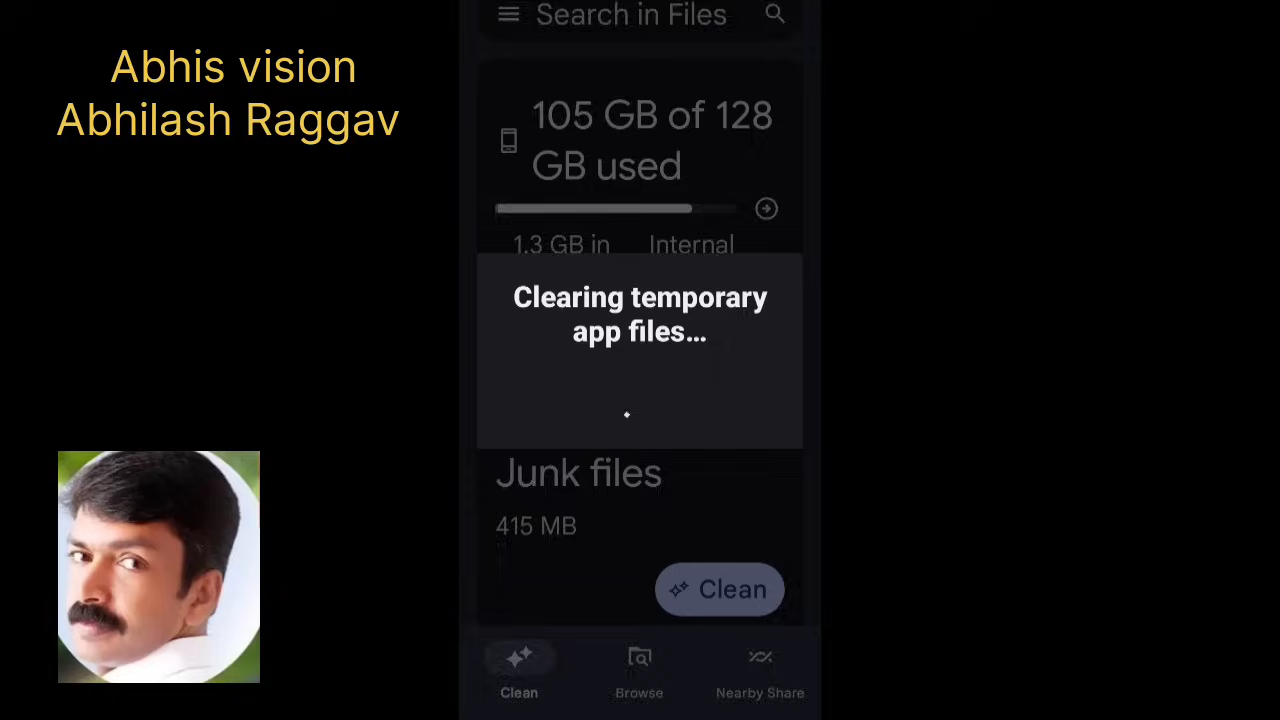 Abhis vision
Abhilash Raggav
Search in Files
105 GB of 128
GB used
1.3 GB in Internal
Clearing temporary
app files...
Junk files
415 MB
Clean
Clean Browse Nearby Share